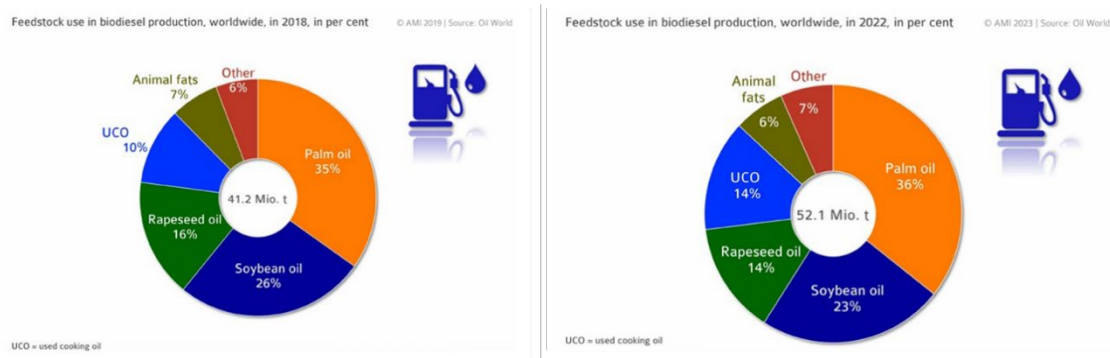 Feedstock use in biodiesel production, worldwide, in 2018, in per cent
© AMI 2019 | Source: Oil World
Other
6%
Animal fats
7%
UCO
10%
Palm oil
35%
41.2 Mio. t
Rapeseed oil
16%
Soybean oil
26%
UCO = used cooking oil
Feedstock use in biodiesel production, worldwide, in 2022, in per cent
© AMI 2023 | Source: Oil World
Animal
fats
6%
Other
7%
UCO
14%
Palm oil
36%
52.1 Mio. t
Rapeseed oil
14%
Soybean oil
23%
UCO = used cooking oil